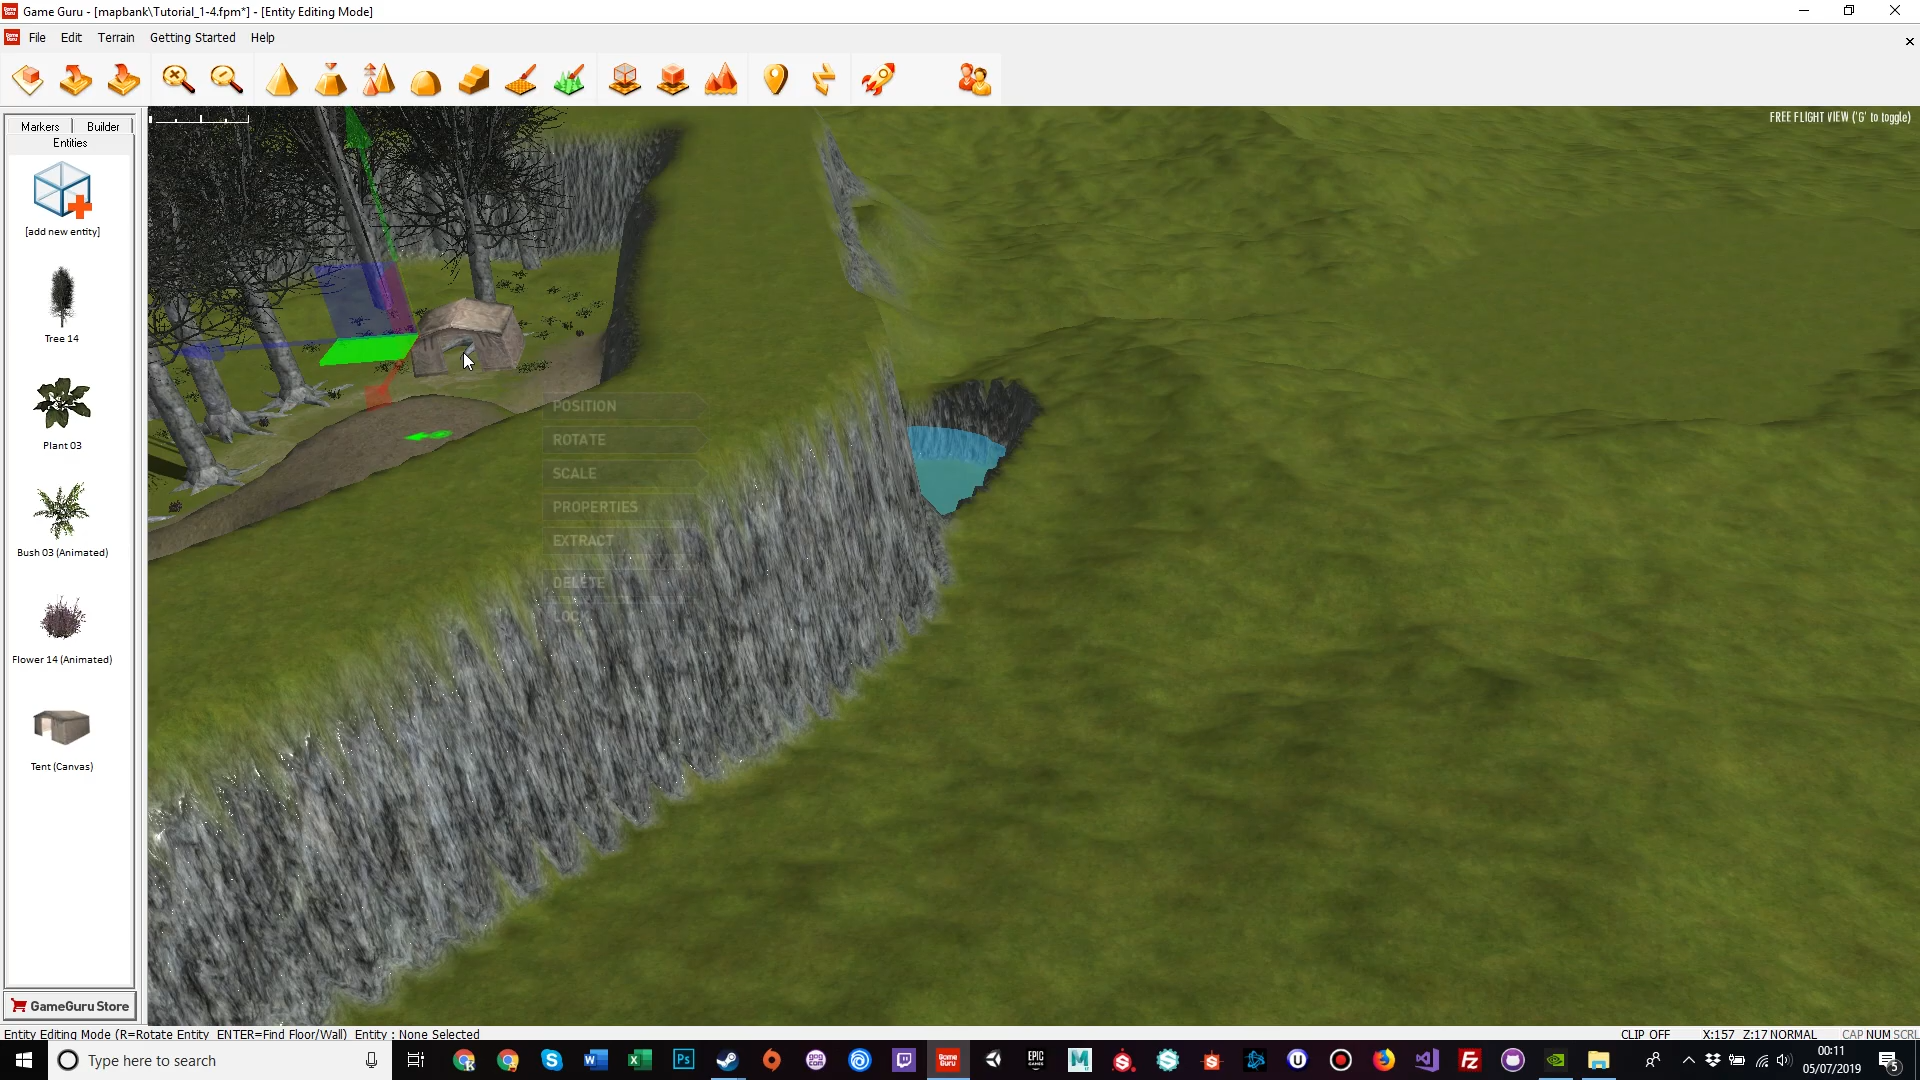 Game Guru - [mapbank\Tutorial_1-4.fpm*] - [Entity Editing Mode]
File Edit Terrain Getting Started Help
FREE FLIGHT VIEW ('G' to toggle)
Markers Builder
Entities
[add new entity]
Tree 14
Plant 03
Bush 03 (Animated)
Flower 14 (Animated)
Tent (Canvas)
POSITION
ROTATE
SCALE
PROPERTIES
EXTRACT
DELETE
GameGuru Store
Entity Editing Mode (R=Rotate Entity ENTER=Find Floor/Wall) Entity : None Selected
CLIP OFF X:157 Z:17 NORMAL CAP NUM SCRL
Type here to search
00:11
05/07/2019
5